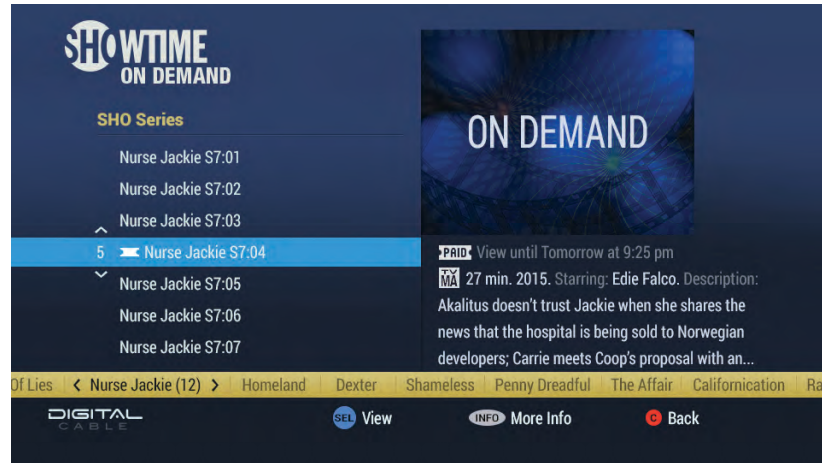 SHOWTIME
ON DEMAND
SHO Series
Nurse Jackie S7:01
Nurse Jackie S7:02
Nurse Jackie S7:03
5 Nurse Jackie S7:04
Nurse Jackie S7:05
Nurse Jackie S7:06
Nurse Jackie S7:07
ON DEMAND
PAID View until Tomorrow at 9:25 pm
TV MA 27 min. 2015. Starring: Edie Falco. Description:
Akalitus doesn't trust Jackie when she shares the
news that the hospital is being sold to Norwegian
developers; Carrie meets Coop's proposal with an...
Of Lies < Nurse Jackie (12) > Homeland Dexter Shameless Penny Dreadful The Affair Californication Ra
DIGITAL
CABLE
SEL View INFO More Info C Back